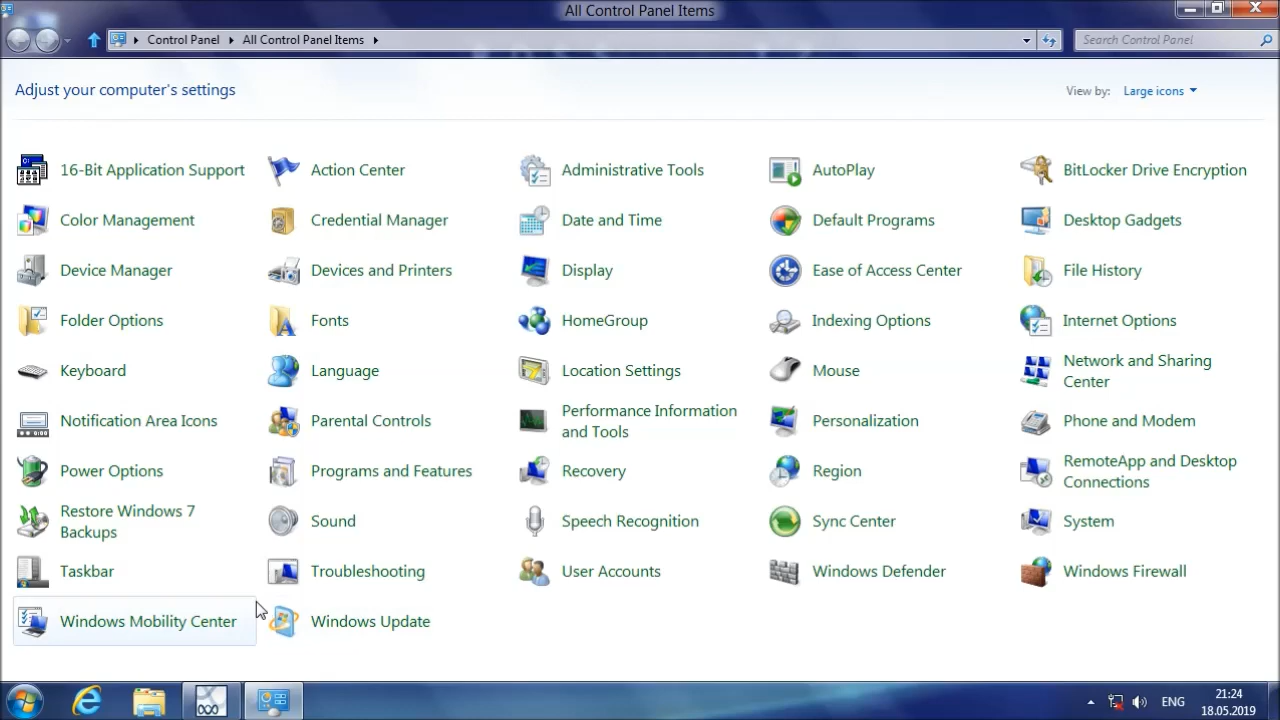 All Control Panel Items
Control Panel All Control Panel Items
Search Control Panel
Adjust your computer's settings
View by: Large icons
16-Bit Application Support
Action Center
Administrative Tools
AutoPlay
BitLocker Drive Encryption
Color Management
Credential Manager
Date and Time
Default Programs
Desktop Gadgets
Device Manager
Devices and Printers
Display
Ease of Access Center
File History
Folder Options
Fonts
HomeGroup
Indexing Options
Internet Options
Keyboard
Language
Location Settings
Mouse
Network and Sharing
Center
Notification Area Icons
Parental Controls
Performance Information
and Tools
Personalization
Phone and Modem
Power Options
Programs and Features
Recovery
Region
RemoteApp and Desktop
Connections
Restore Windows 7
Backups
Sound
Speech Recognition
Sync Center
System
Taskbar
Troubleshooting
User Accounts
Windows Defender
Windows Firewall
Windows Mobility Center
Windows Update
ENG
21:24
18.05.2019